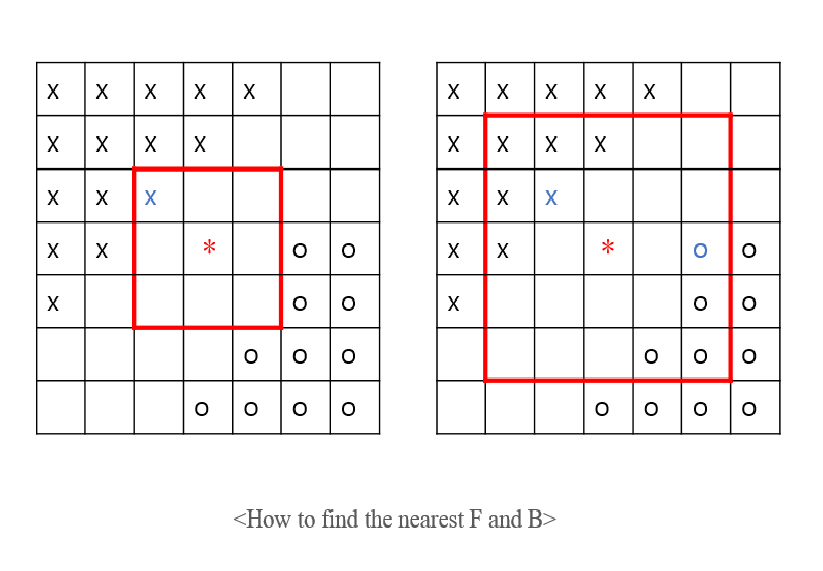 X X X X X
X X X X
X X X
X X * O O
X O O
O O O
O O O O
X X X X X
X X X X
X X X
X X * O O
X O O
O O O
O O O O
<How to find the nearest F and B>